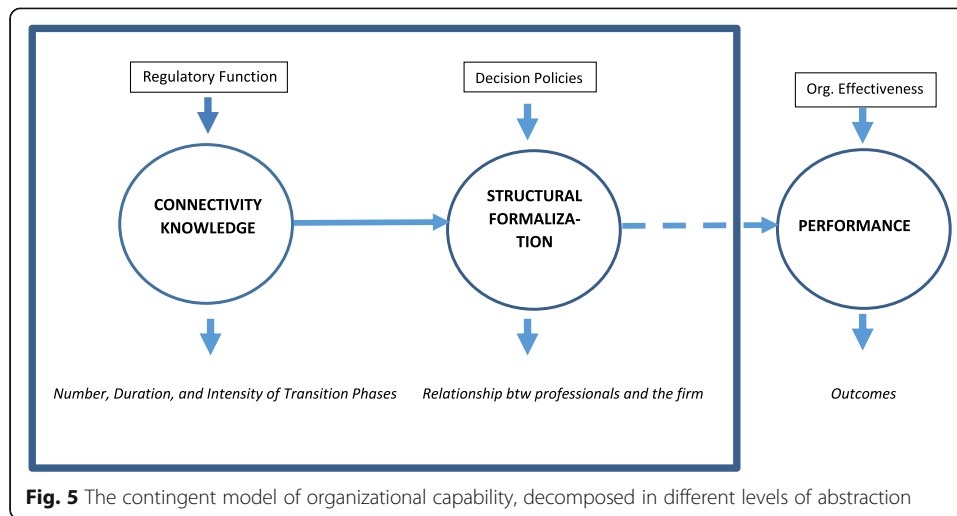 Regulatory Function
Decision Policies
Org. Effectiveness
CONNECTIVITY
KNOWLEDGE
STRUCTURAL
FORMALIZA-
TION
PERFORMANCE
Number, Duration, and Intensity of Transition Phases
Relationship btw professionals and the firm
Outcomes
Fig. 5 The contingent model of organizational capability, decomposed in different levels of abstraction